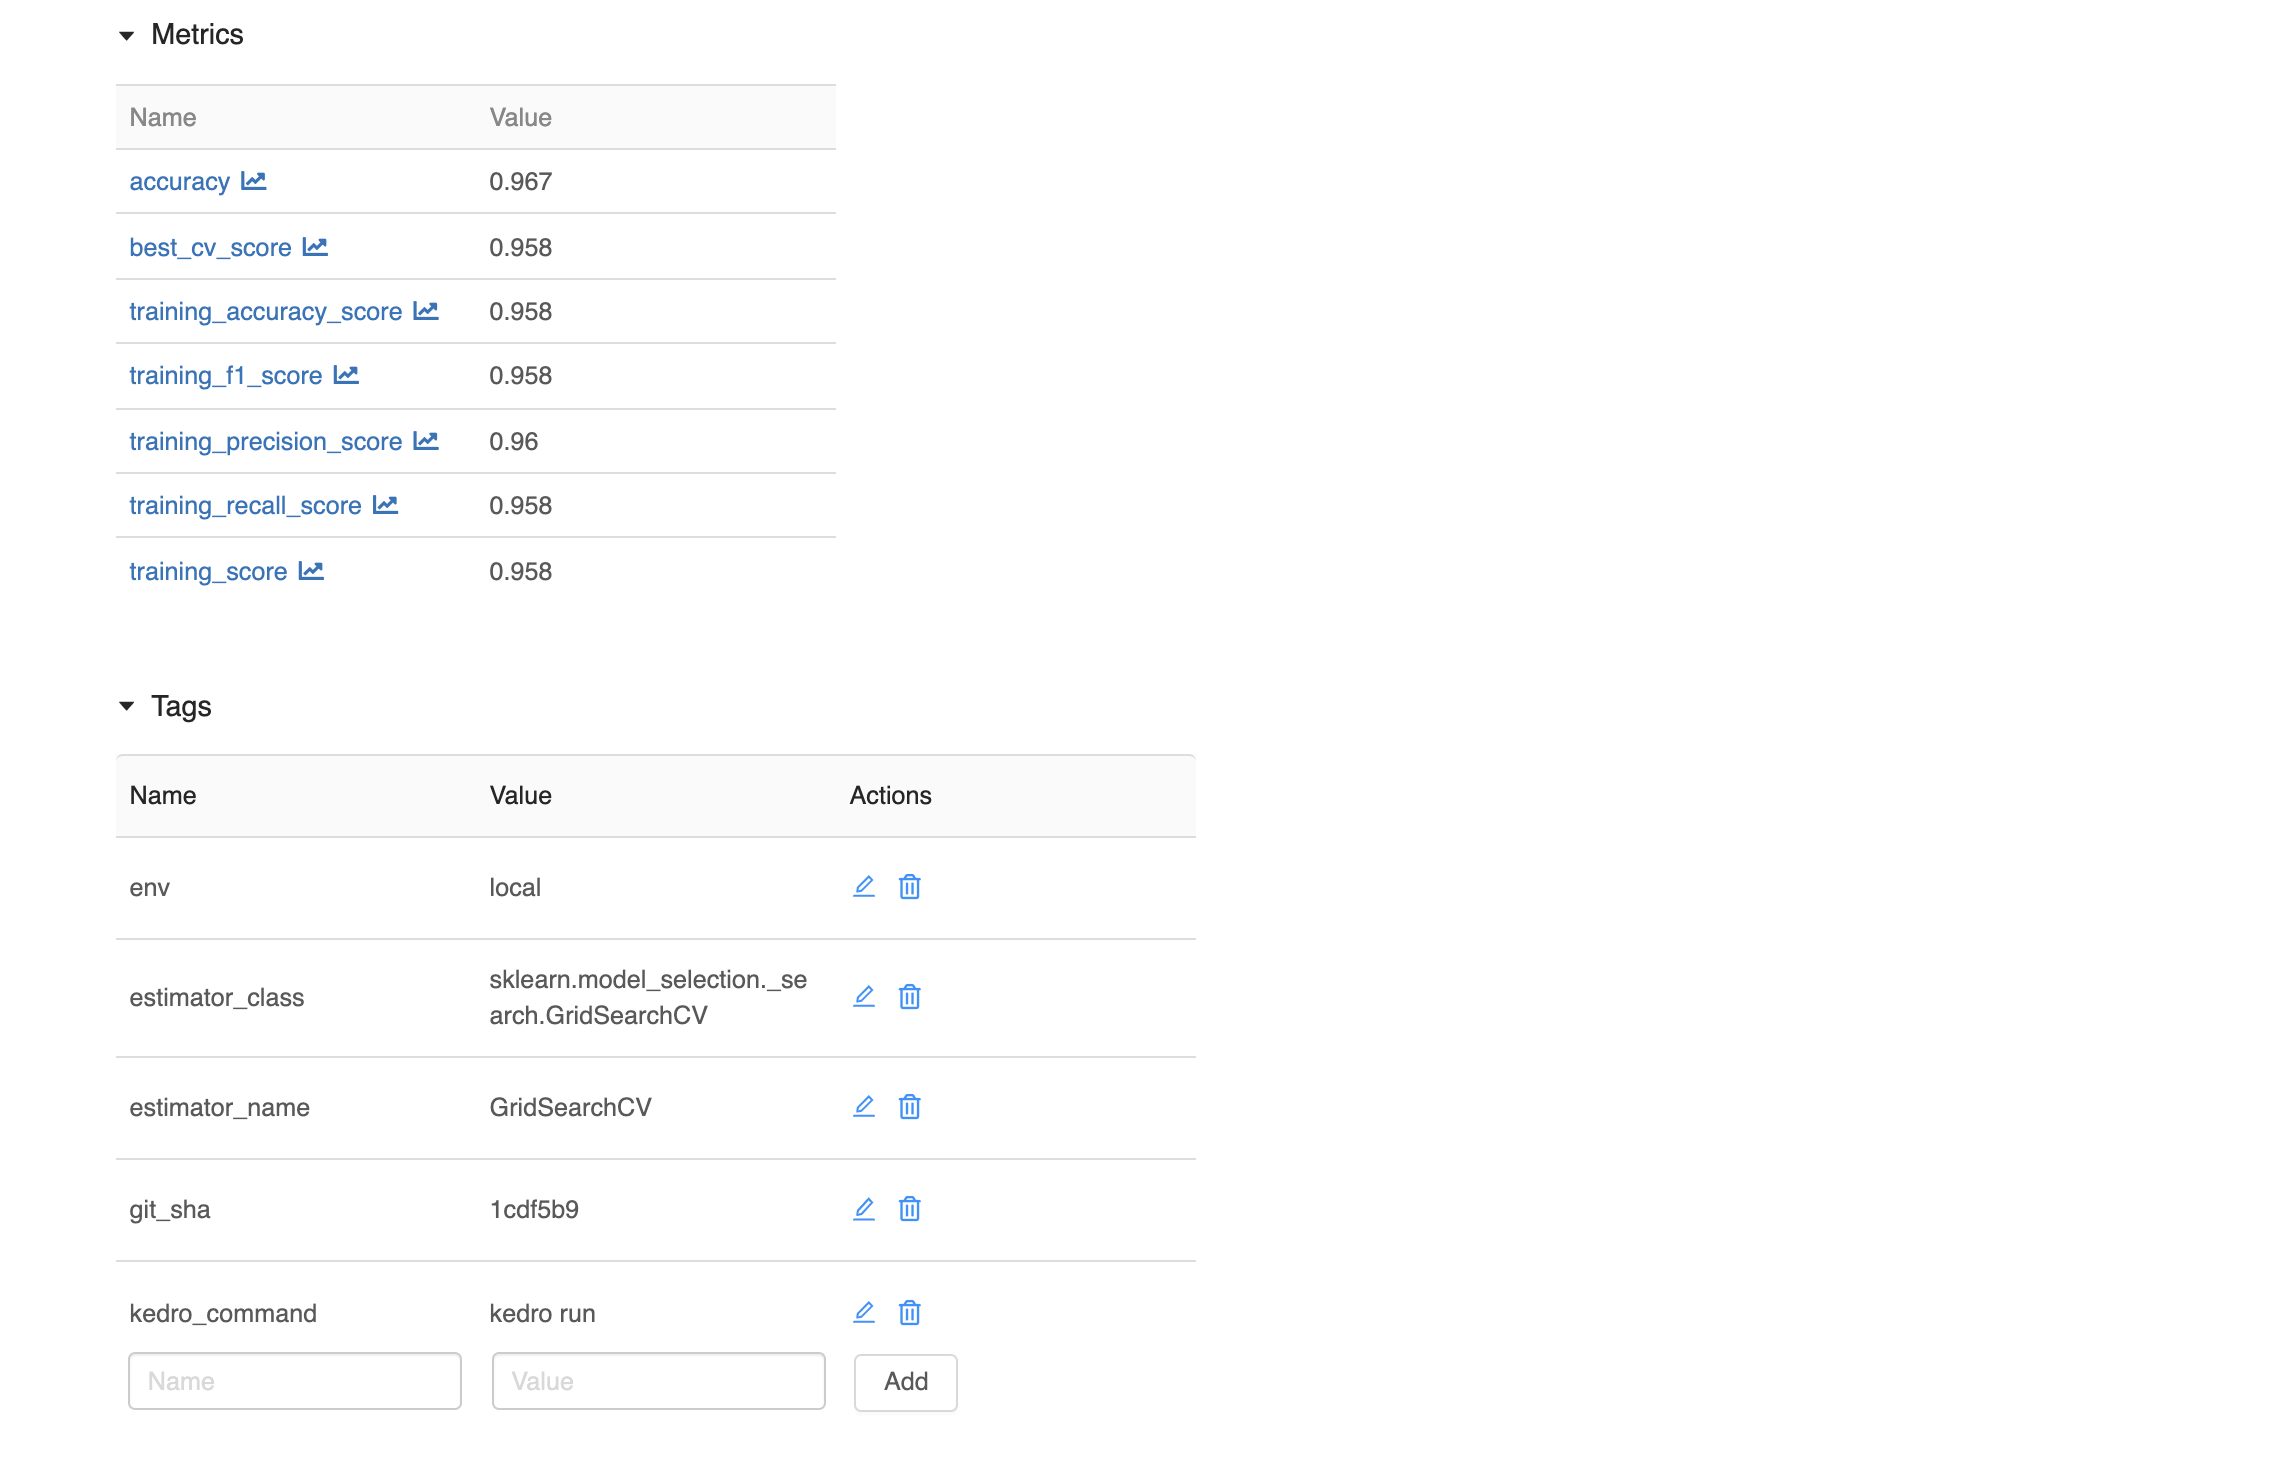 Metrics
Name Value
accuracy 0.967
best_cv_score 0.958
training_accuracy_score 0.958
training_f1_score 0.958
training_precision_score 0.96
training_recall_score 0.958
training_score 0.958
Tags
Name Value Actions
env local
estimator_class sklearn.model_selection._se
arch.GridSearchCV
estimator_name GridSearchCV
git_sha 1cdf5b9
kedro_command kedro run
Name Value Add